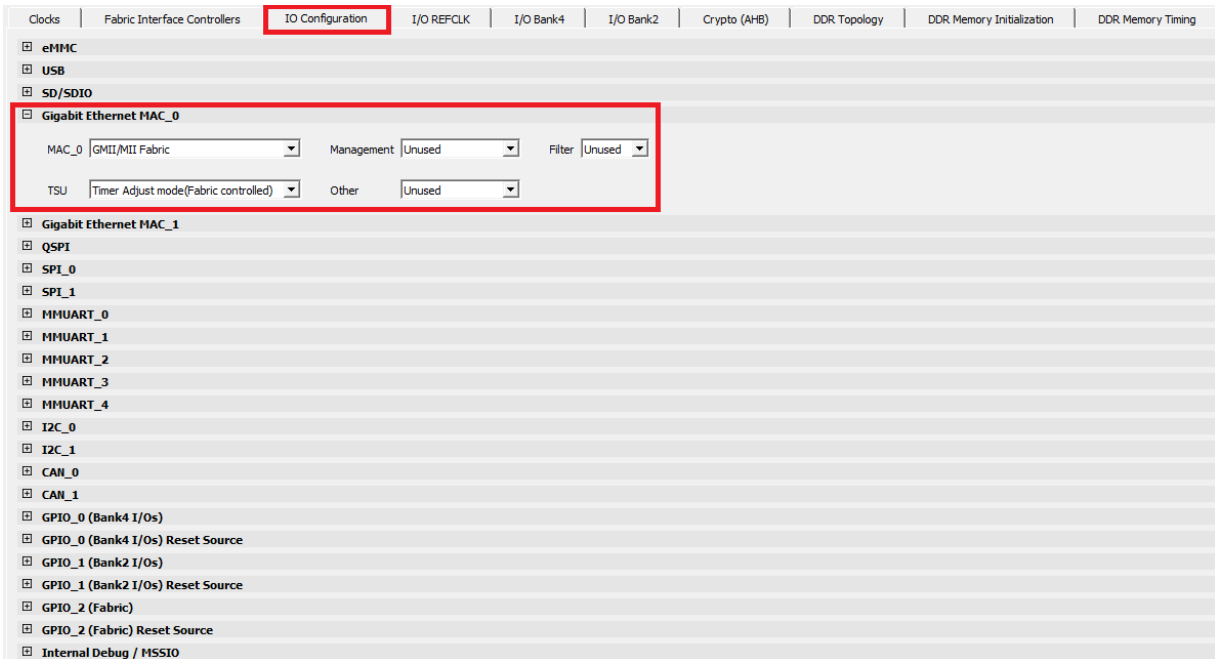 Clocks Fabric Interface Controllers IO Configuration I/O REFCLK I/O Bank4 I/O Bank2 Crypto (AHB) DDR Topology DDR Memory Initialization DDR Memory Timing
eMMC
USB
SD/SDIO
Gigabit Ethernet MAC_0
MAC_0 GMII/MII Fabric Management Unused Filter Unused
TSU Timer Adjust mode(Fabric controlled) Other Unused
Gigabit Ethernet MAC_1
QSPI
SPI_0
SPI_1
MMUART_0
MMUART_1
MMUART_2
MMUART_3
MMUART_4
I2C_0
I2C_1
CAN_0
CAN_1
GPIO_0 (Bank4 I/Os)
GPIO_0 (Bank4 I/Os) Reset Source
GPIO_1 (Bank2 I/Os)
GPIO_1 (Bank2 I/Os) Reset Source
GPIO_2 (Fabric)
GPIO_2 (Fabric) Reset Source
Internal Debug / MSSIO